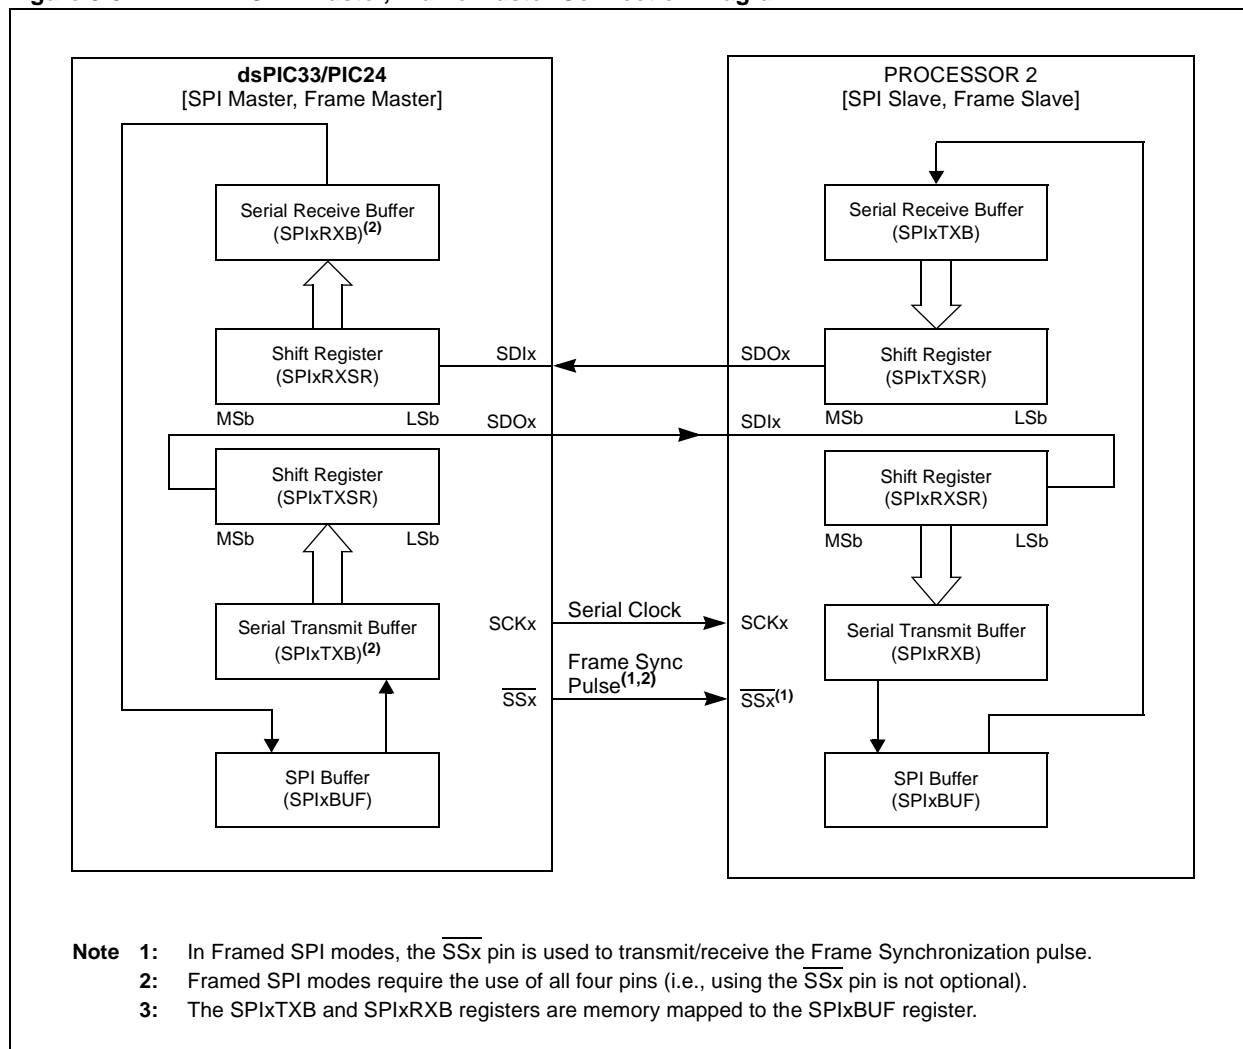 dsPIC33/PIC24
[SPI Master, Frame Master]
Serial Receive Buffer
(SPIxRXB)(2)
Shift Register
(SPIxRXSR)
MSb LSb
Shift Register
(SPIxTXSR)
MSb LSb
Serial Transmit Buffer
(SPIxTXB)(2)
SPI Buffer
(SPIxBUF)
SDIx
SDOx
SCKx
SSx
Serial Clock
Frame Sync
Pulse(1,2)
PROCESSOR 2
[SPI Slave, Frame Slave]
SDOx
SDIx
SCKx
SSx(1)
Serial Receive Buffer
(SPIxTXB)
Shift Register
(SPIxTXSR)
MSb LSb
Shift Register
(SPIxRXSR)
MSb LSb
Serial Transmit Buffer
(SPIxRXB)
SPI Buffer
(SPIxBUF)
Note 1: In Framed SPI modes, the SSx pin is used to transmit/receive the Frame Synchronization pulse.
2: Framed SPI modes require the use of all four pins (i.e., using the SSx pin is not optional).
3: The SPIxTXB and SPIxRXB registers are memory mapped to the SPIxBUF register.